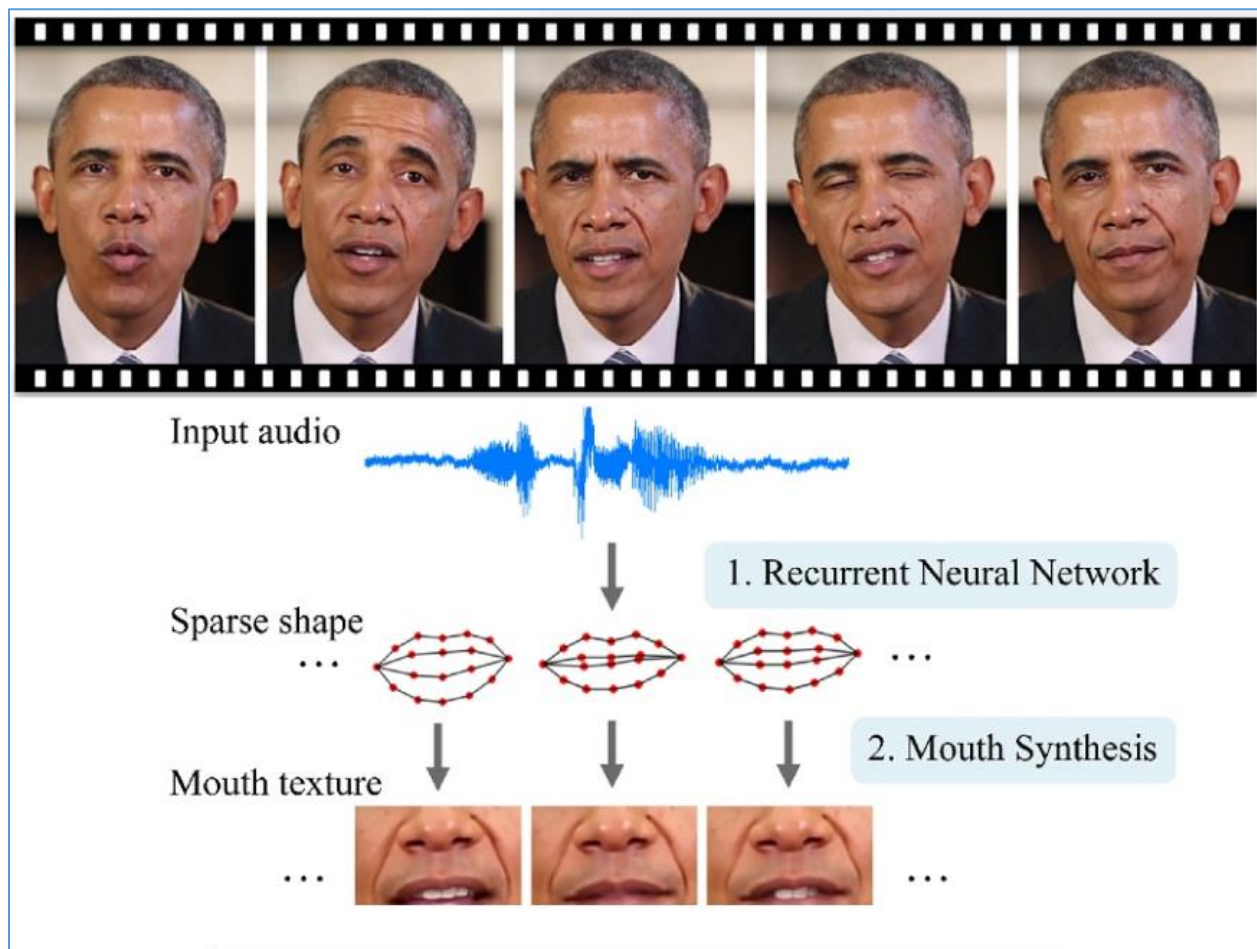 Input audio
1. Recurrent Neural Network
Sparse shape
... ...
2. Mouth Synthesis
Mouth texture
... ...